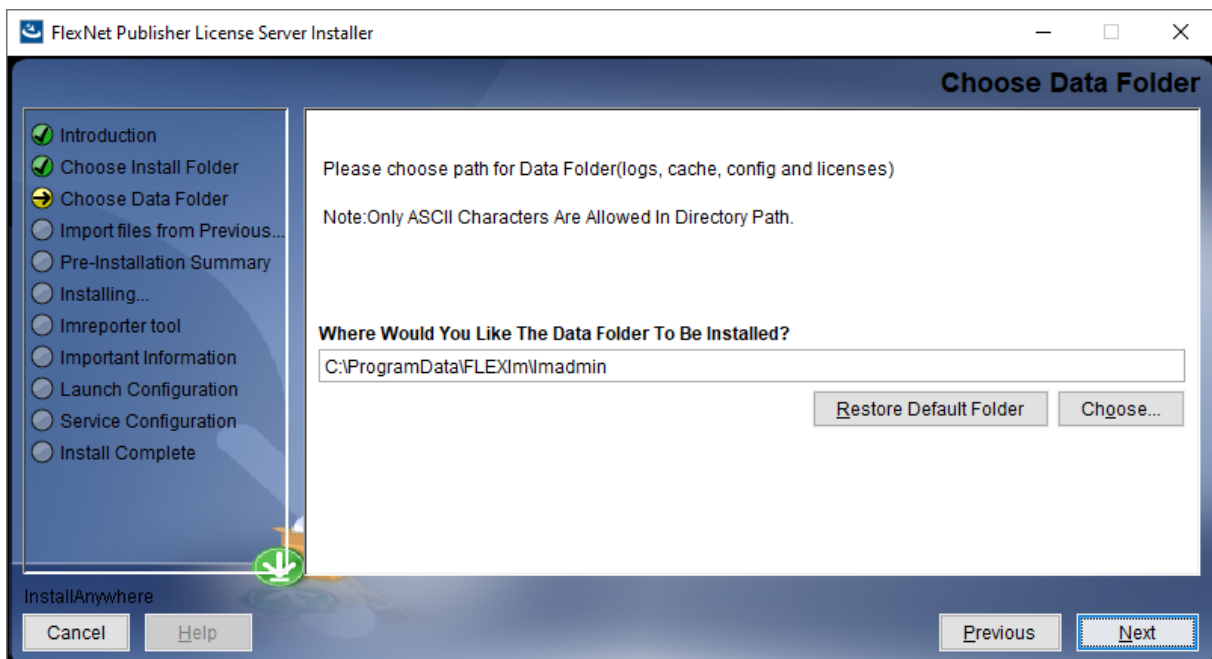 FlexNet Publisher License Server Installer
Choose Data Folder
Introduction
Choose Install Folder
Choose Data Folder
Import files from Previous...
Pre-Installation Summary
Installing...
lmreporter tool
Important Information
Launch Configuration
Service Configuration
Install Complete
Please choose path for Data Folder(logs, cache, config and licenses)
Note:Only ASCII Characters Are Allowed In Directory Path.
Where Would You Like The Data Folder To Be Installed?
C:\ProgramData\FLEXlm\lmadmin
Restore Default Folder
Choose...
InstallAnywhere
Cancel
Help
Previous
Next